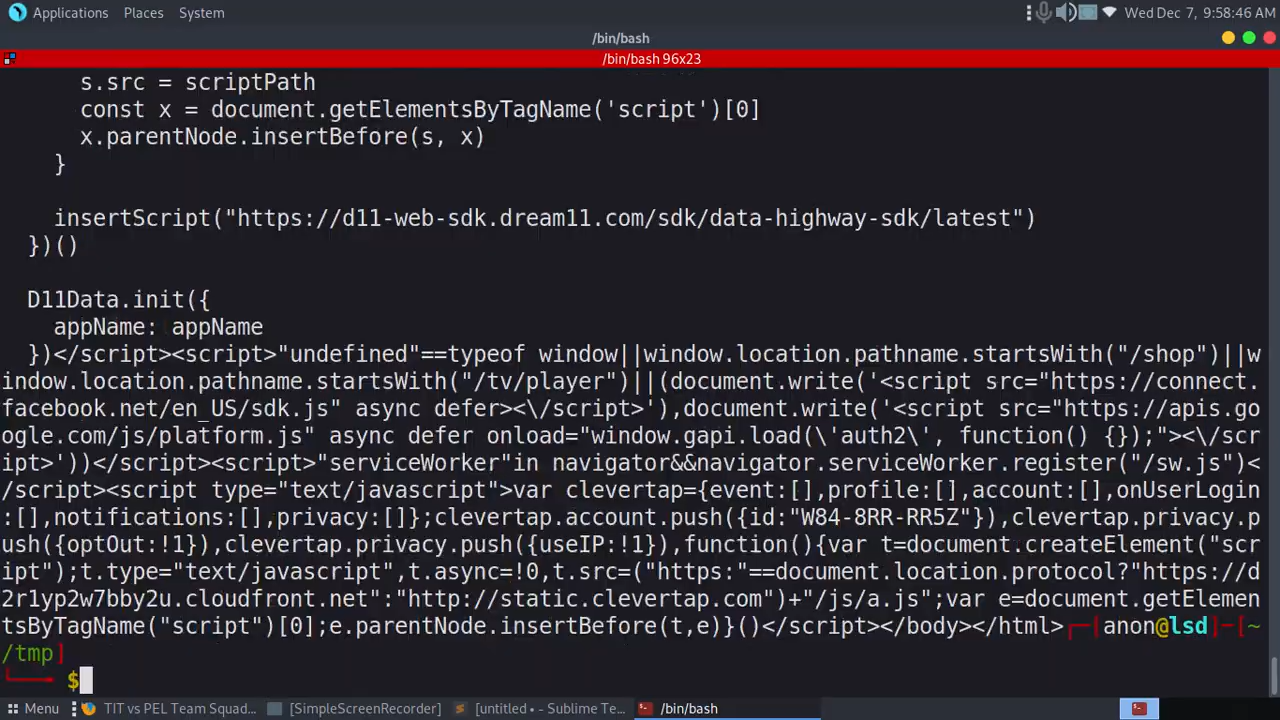 Applications Places System Wed Dec 7, 9:58:46 AM
/bin/bash
/bin/bash 96x23
s.src = scriptPath
const x = document.getElementsByTagName('script')[0]
x.parentNode.insertBefore(s, x)
}
insertScript("https://d11-web-sdk.dream11.com/sdk/data-highway-sdk/latest")
})()
D11Data.init({
appName: appName
})</script><script>"undefined"==typeof window||window.location.pathname.startsWith("/shop")||w
indow.location.pathname.startsWith("/tv/player")||(document.write('<script src="https://connect.
facebook.net/en_US/sdk.js" async defer><\/script>'),document.write('<script src="https://apis.go
ogle.com/js/platform.js" async defer onload="window.gapi.load(\'auth2\', function() {});"><\/scr
ipt>'))</script><script>"serviceWorker"in navigator&&navigator.serviceWorker.register("/sw.js")<
/script><script type="text/javascript">var clevertap={event:[],profile:[],account:[],onUserLogin
:[],notifications:[],privacy:[]};clevertap.account.push({id:"W84-8RR-RR5Z"}),clevertap.privacy.p
ush({optOut:!1}),clevertap.privacy.push({useIP:!1}),function(){var t=document.createElement("scr
ipt");t.type="text/javascript",t.async=!0,t.src=("https:"==document.location.protocol?"https://d
2r1yp2w7bby2u.cloudfront.net":"http://static.clevertap.com")+"/js/a.js";var e=document.getElemen
tsByTagName("script")[0];e.parentNode.insertBefore(t,e)}()</script></body></html>┌─[anon@lsd]─[~
/tmp]
└──╼ $
Menu TIT vs PEL Team Squad... [SimpleScreenRecorder] [untitled • - Sublime Te... /bin/bash